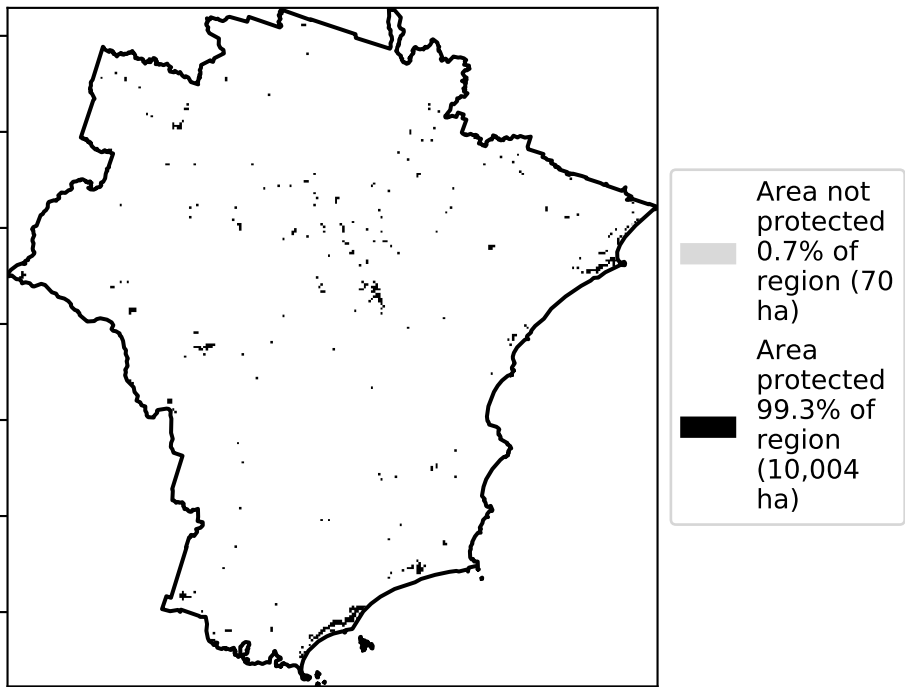 Area not
protected
0.7% of
region (70
ha)
Area
protected
99.3% of
region
(10,004
ha)